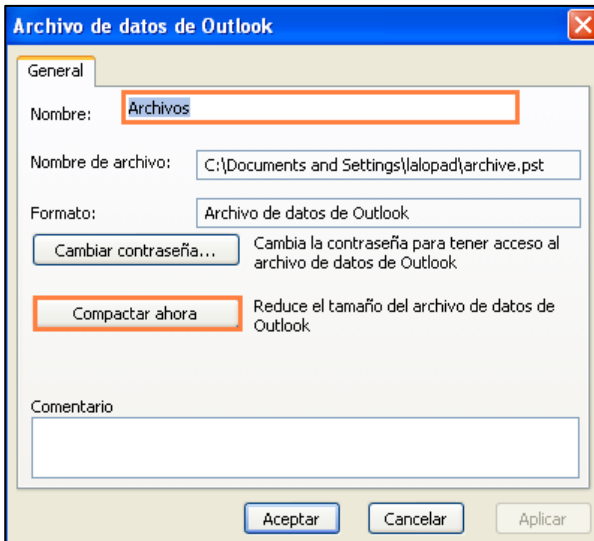 Archivo de datos de Outlook
General
Nombre: Archivos
Nombre de archivo: C:\Documents and Settings\lalopad\archive.pst
Formato: Archivo de datos de Outlook
Cambiar contraseña... Cambia la contraseña para tener acceso al
archivo de datos de Outlook
Compactar ahora Reduce el tamaño del archivo de datos de
Outlook
Comentario
Aceptar Cancelar Aplicar